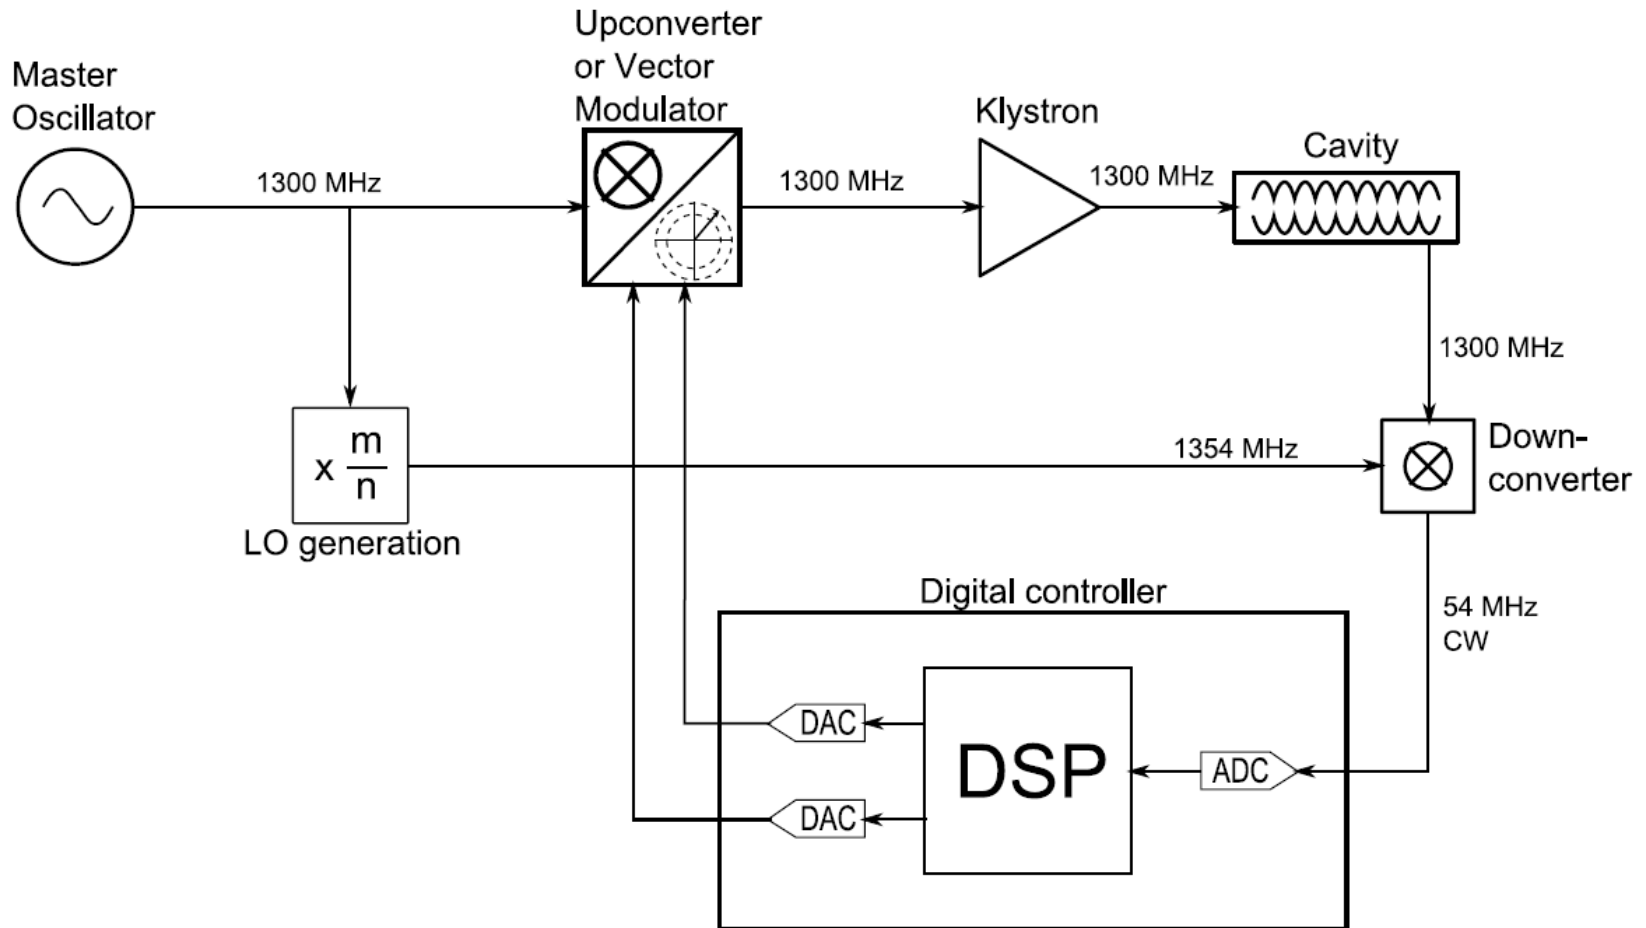 Master
Oscillator
1300 MHz
Upconverter
or Vector
Modulator
1300 MHz
Klystron
1300 MHz
Cavity
1300 MHz
x m
n
LO generation
1354 MHz
Down-
converter
54 MHz
CW
Digital controller
DAC
DAC
DSP
ADC